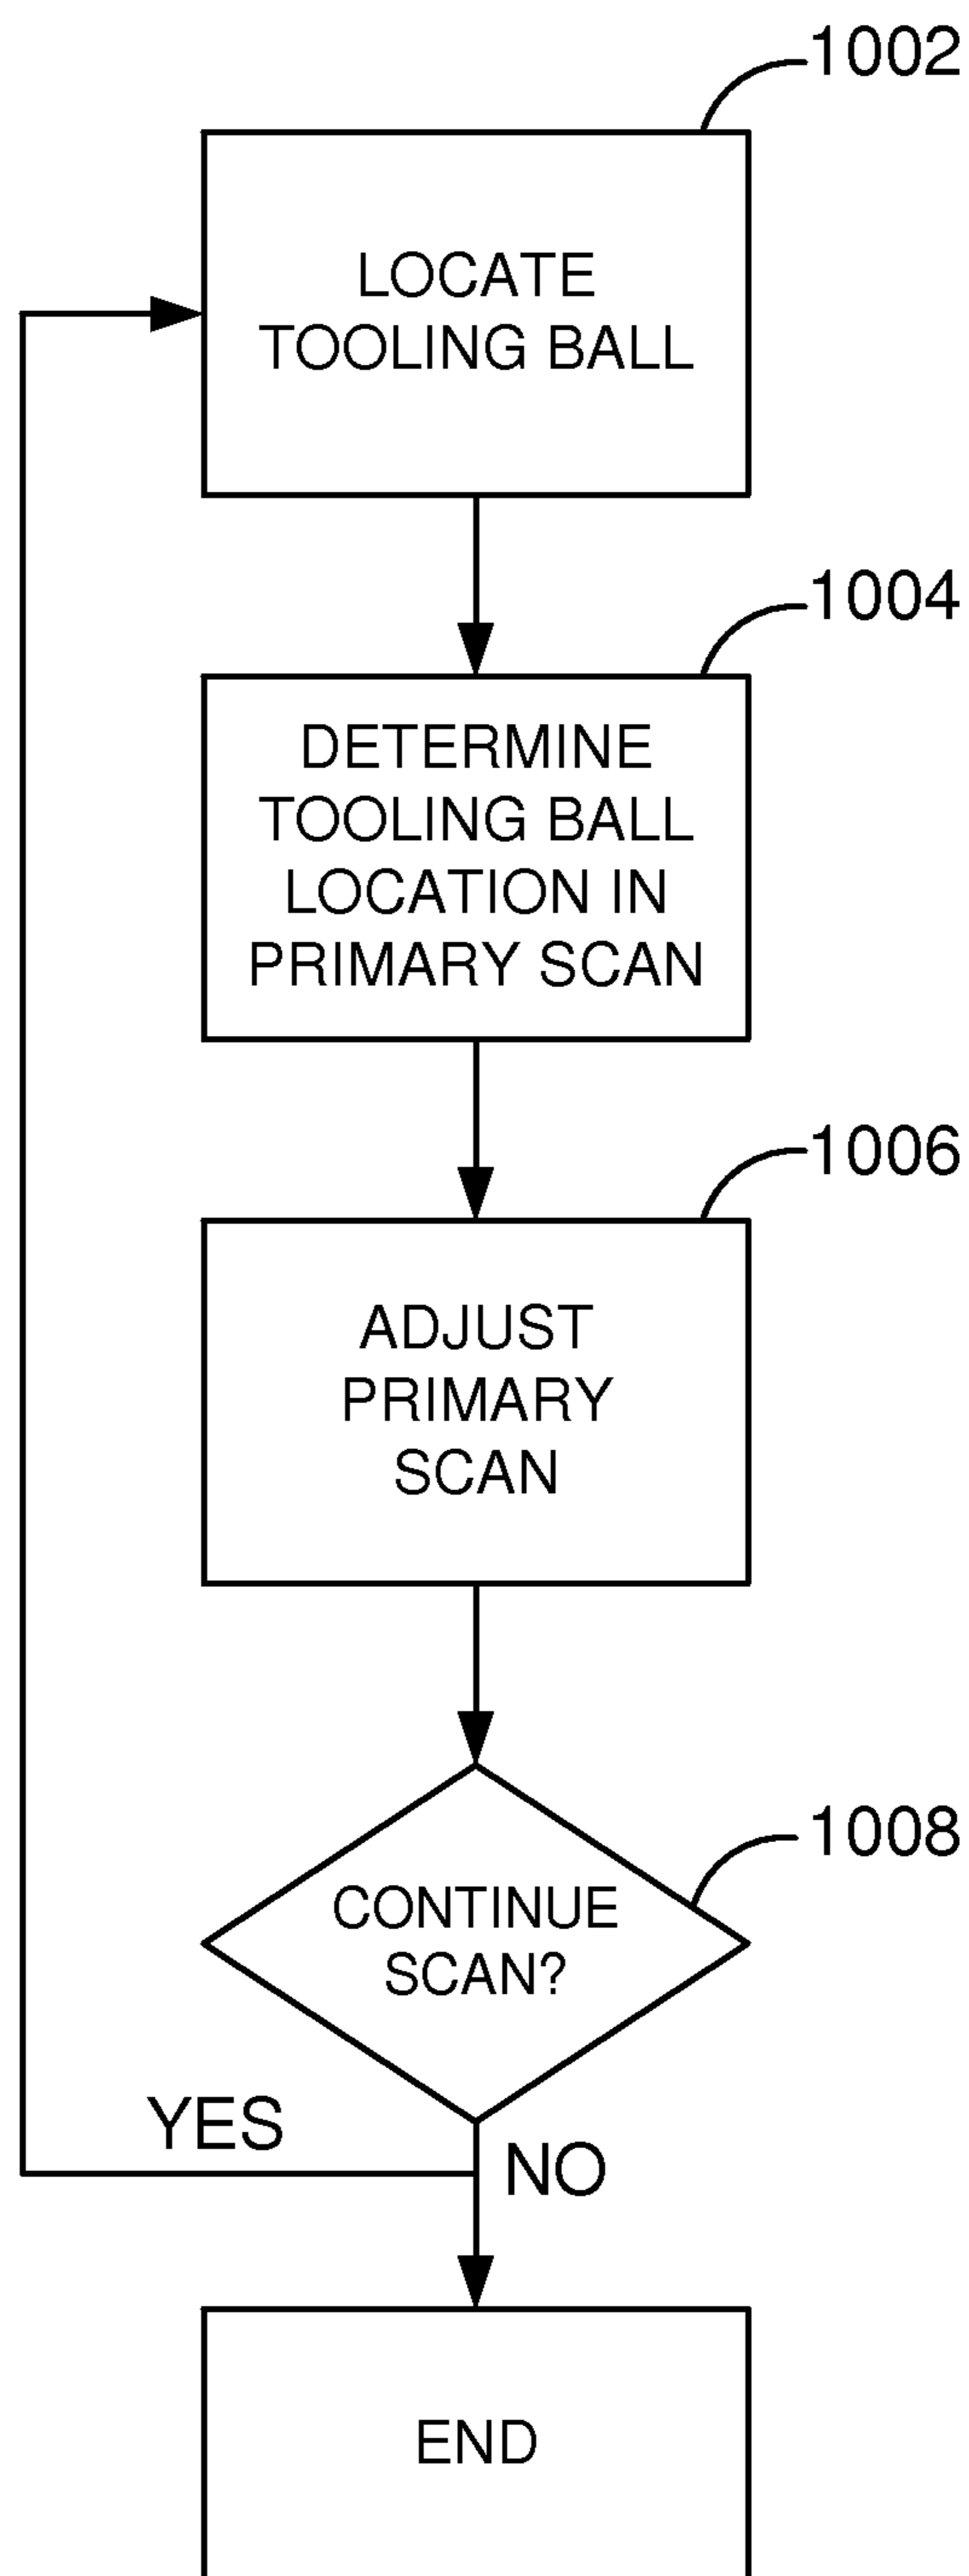 1002
LOCATE
TOOLING BALL
1004
DETERMINE
TOOLING BALL
LOCATION IN
PRIMARY SCAN
1006
ADJUST
PRIMARY
SCAN
1008
CONTINUE
SCAN?
YES
NO
END